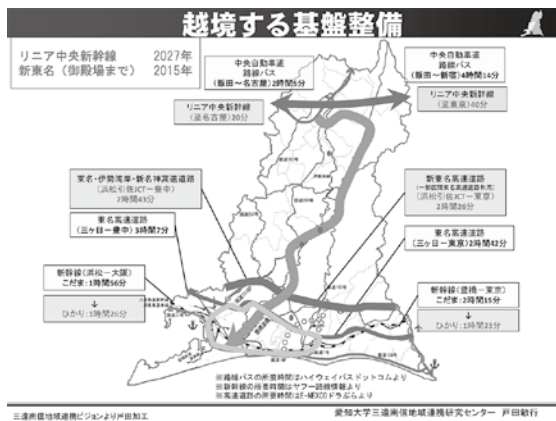 越境する基盤整備
リニア中央新幹線 2027年
新東名（御殿場まで） 2015年
中央自動車道
路線バス
（飯田～名古屋）2時間5分
中央自動車道
路線バス
（飯田～新宿）4時間14分
リニア中央新幹線
（至名古屋）20分
リニア中央新幹線
（至東京）40分
東名・伊勢湾岸・新名神高速道路
（浜松引佐JCTー豊中）
2時間43分
新東名高速道路
（浜松引佐JCTー東京）
2時間26分
東名高速道路
（三ヶ日ー豊中）3時間7分
東名高速道路
（三ヶ日ー東京）2時間42分
新幹線（浜松－大阪）
こだま：1時間56分
↓
ひかり：1時間26分
新幹線（豊橋－東京）
こだま：2時間15分
↓
ひかり：1時間23分
※路線バスの所要時間はハイウェイバスドットコムより
※新幹線の所要時間はヤフー路線情報より
※高速道路の所要時間はE-NEXCOドラぷらより
三遠南信地域連携ビジョンより戸田加工
愛知大学三遠南信地域連携研究センター 戸田敏行